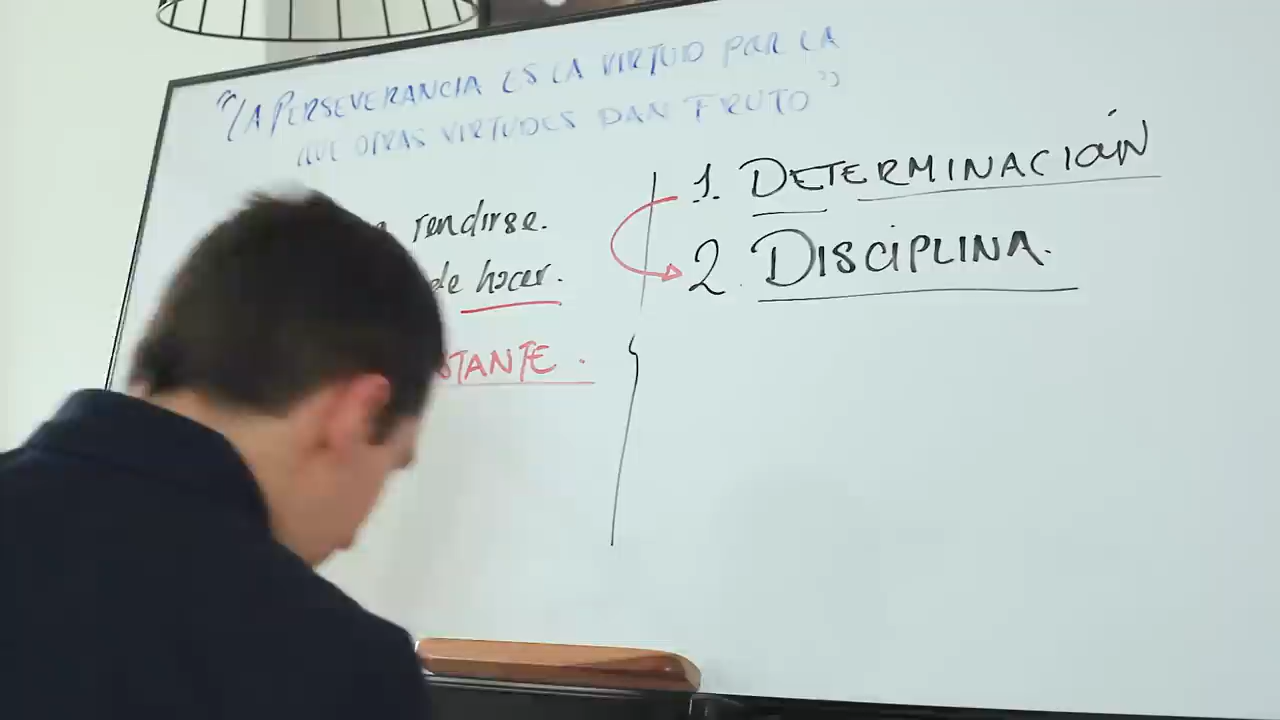 "LA PERSEVERANCIA ES LA VIRTUD POR LA
QUE OTRAS VIRTUDES DAN FRUTO"
rendirse.
de hacer.
STANTE.
1. DETERMINACIÓN
2. DISCIPLINA.